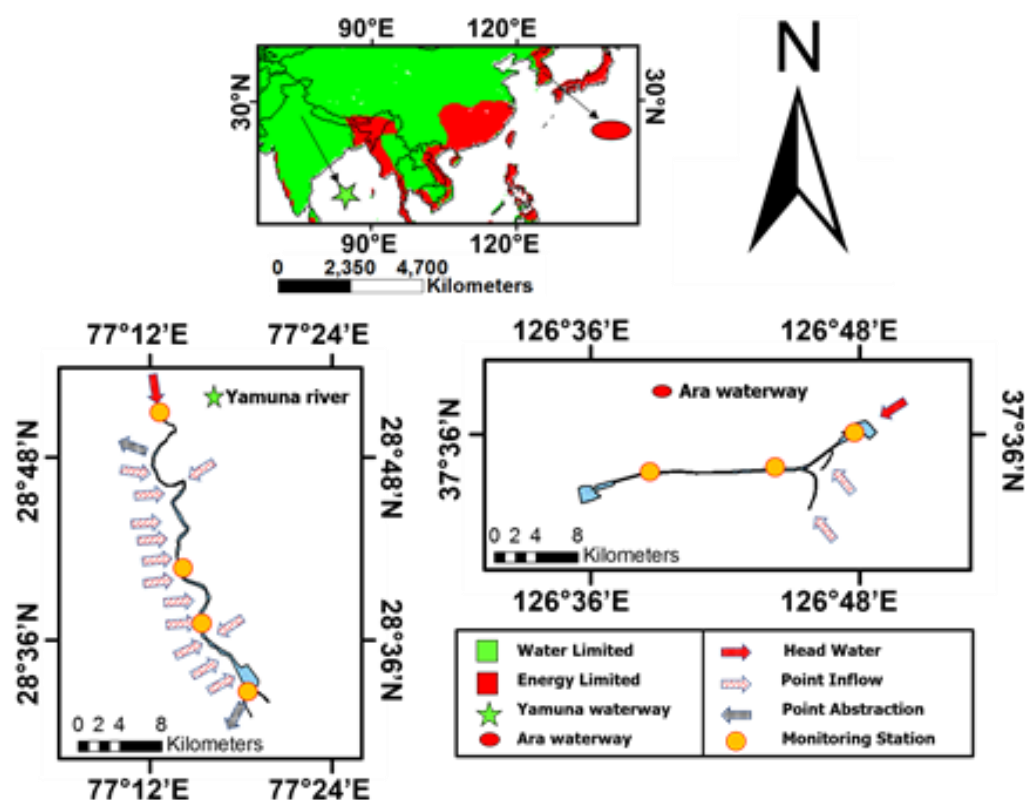 90°E 120°E
N
30°N 30°N
90°E 120°E
0 2,350 4,700
Kilometers
77°12'E 77°24'E
Yamuna river
28°48'N 28°48'N
28°36'N 28°36'N
0 2 4 8
Kilometers
77°12'E 77°24'E
126°36'E 126°48'E
Ara waterway
37°36'N 37°36'N
0 2 4 8
Kilometers
126°36'E 126°48'E
Water Limited
Energy Limited
Yamuna waterway
Ara waterway
Head Water
Point Inflow
Point Abstraction
Monitoring Station